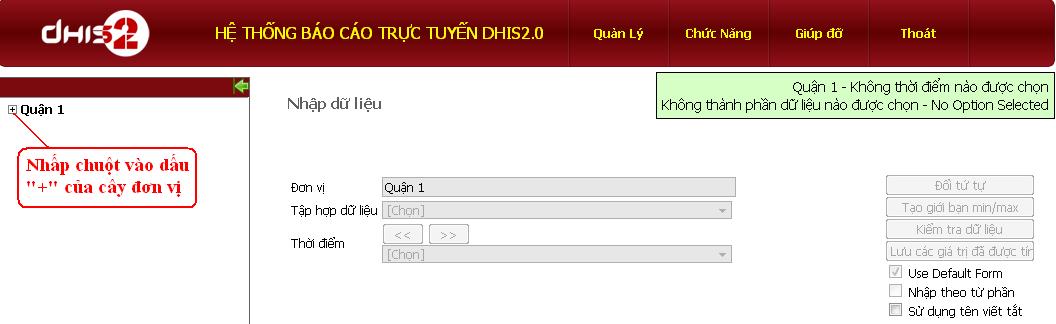 dhis2
HỆ THỐNG BÁO CÁO TRỰC TUYẾN DHIS2.0
Quản Lý
Chức Năng
Giúp đỡ
Thoát
Quận 1 - Không thời điểm nào được chọn
Không thành phần dữ liệu nào được chọn - No Option Selected
Quận 1
Nhấp chuột vào dấu
"+" của cây đơn vị
Nhập dữ liệu
Đơn vị
Quận 1
Tập hợp dữ liệu
[Chọn]
Thời điểm
<<
>>
[Chọn]
Đổi tứ tự
Tạo giới bạn min/max
Kiểm tra dữ liệu
Lưu các giá trị đã được tín
Use Default Form
Nhập theo từ phần
Sử dụng tên viết tắt